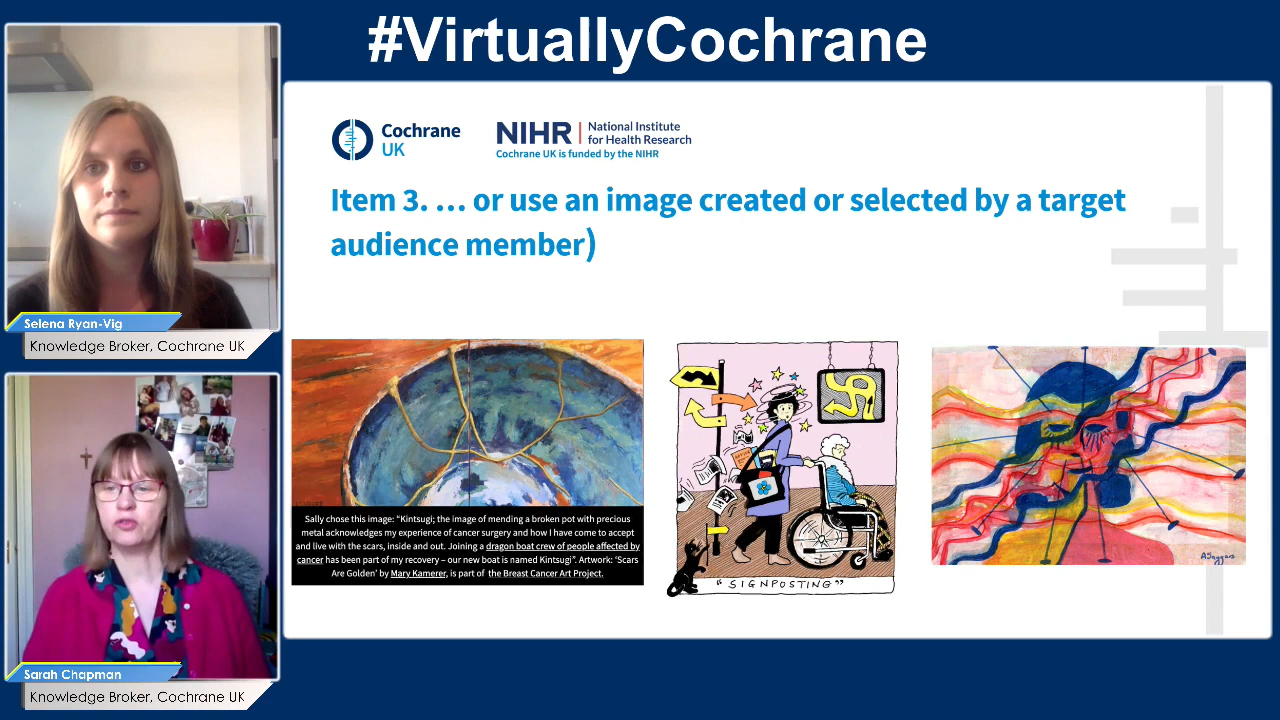 #VirtuallyCochrane
Selena Ryan-Vig
Knowledge Broker, Cochrane UK
Sarah Chapman
Knowledge Broker, Cochrane UK
Cochrane
UK
NIHR | National Institute
for Health Research
Cochrane UK is funded by the NIHR
Item 3. ... or use an image created or selected by a target
audience member)
Sally chose this image: "Kintsugi; the image of mending a broken pot with precious
metal acknowledges my experience of cancer surgery and how I have come to accept
and live with the scars, inside and out. Joining a dragon boat crew of people affected by
cancer has been part of my recovery – our new boat is named Kintsugi". Artwork: 'Scars
Are Golden' by Mary Kamerer, is part of the Breast Cancer Art Project.
"SIGNPOSTING"